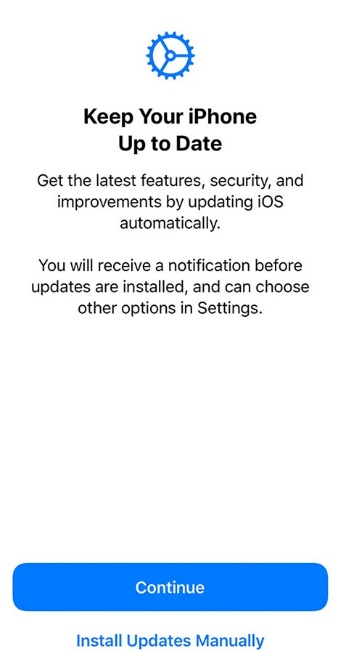 Keep Your iPhone
Up to Date
Get the latest features, security, and
improvements by updating iOS
automatically.
You will receive a notification before
updates are installed, and can choose
other options in Settings.
Continue
Install Updates Manually